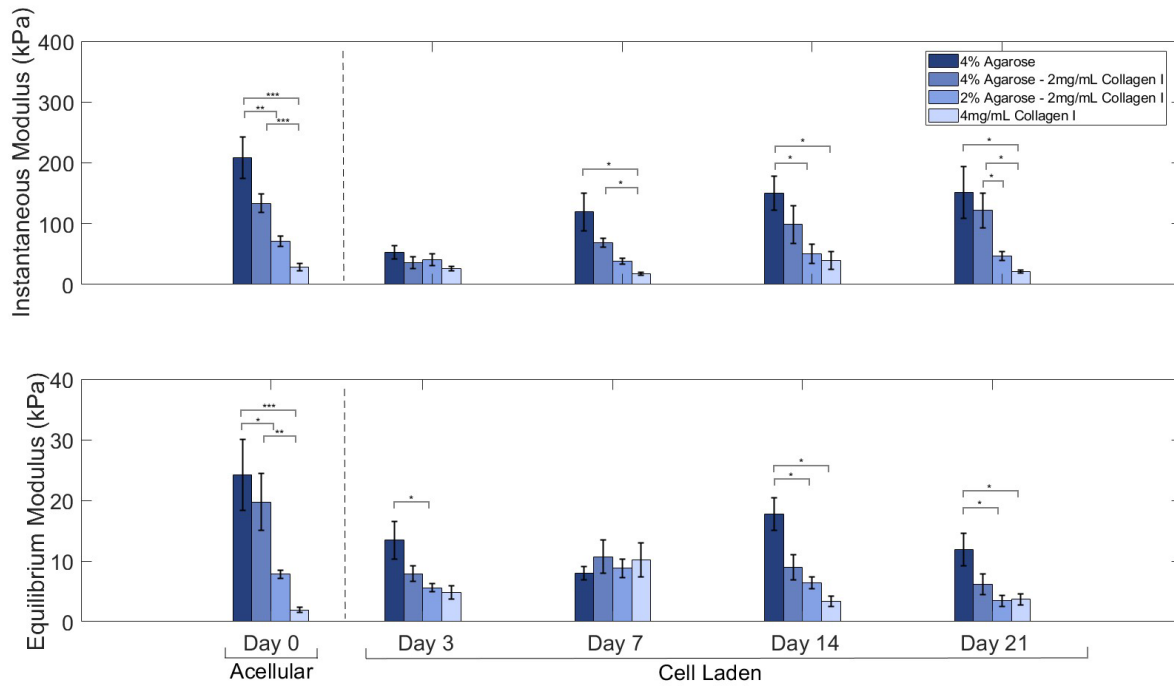 Instantaneous Modulus (kPa)
400
300
200
100
0
***
**
***
*
*
*
*
*
*
*
4% Agarose
4% Agarose - 2mg/mL Collagen I
2% Agarose - 2mg/mL Collagen I
4mg/mL Collagen I
Equilibrium Modulus (kPa)
40
30
20
10
0
***
*
**
*
*
*
*
*
Day 0
Day 3
Day 7
Day 14
Day 21
Acellular
Cell Laden